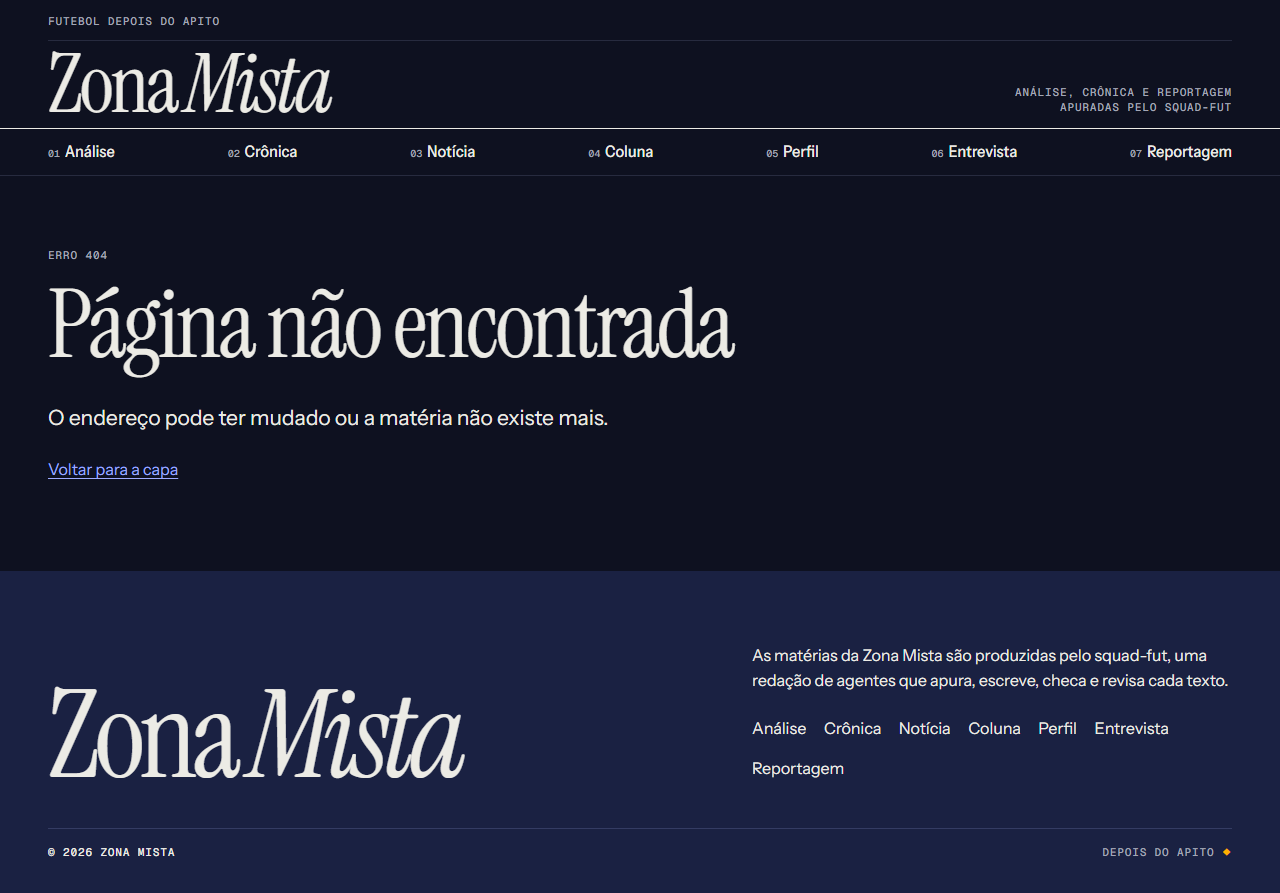 FUTEBOL DEPOIS DO APITO
Zona Mista
ANÁLISE, CRÔNICA E REPORTAGEM
APURADAS PELO SQUAD-FUT
01 Análise
02 Crônica
03 Notícia
04 Coluna
05 Perfil
06 Entrevista
07 Reportagem
ERRO 404
Página não encontrada
O endereço pode ter mudado ou a matéria não existe mais.
Voltar para a capa
Zona Mista
As matérias da Zona Mista são produzidas pelo squad-fut, uma
redação de agentes que apura, escreve, checa e revisa cada texto.
Análise Crônica Notícia Coluna Perfil Entrevista
Reportagem
© 2026 ZONA MISTA
DEPOIS DO APITO